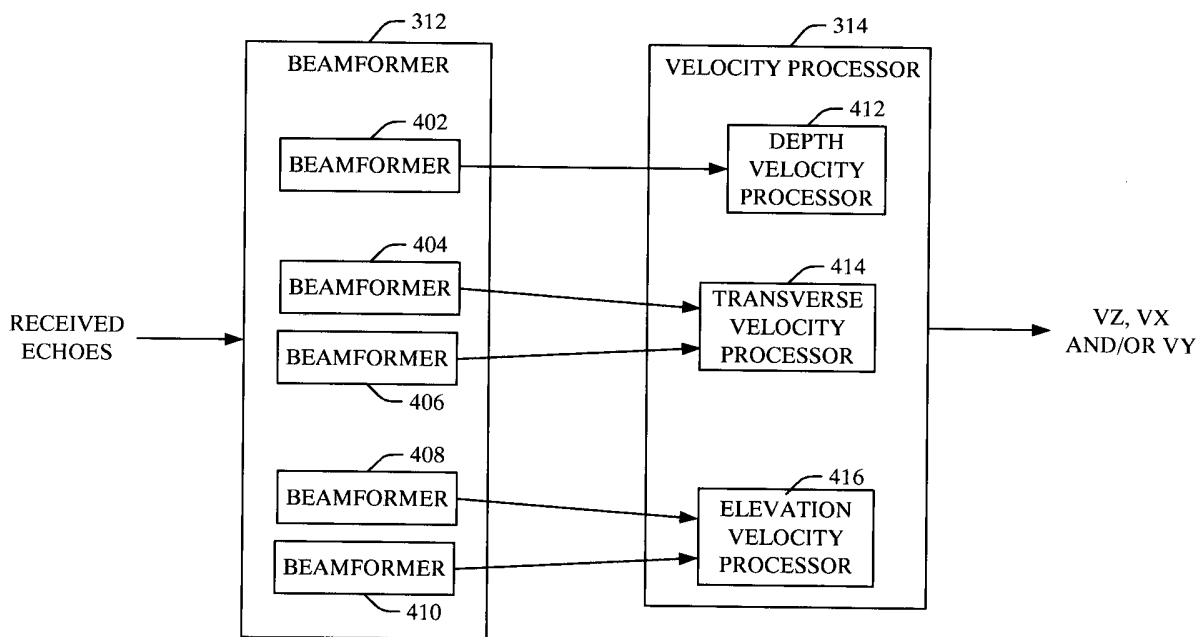 312
BEAMFORMER
402
BEAMFORMER
404
BEAMFORMER
BEAMFORMER
406
408
BEAMFORMER
BEAMFORMER
410
RECEIVED
ECHOES
314
VELOCITY PROCESSOR
412
DEPTH
VELOCITY
PROCESSOR
414
TRANSVERSE
VELOCITY
PROCESSOR
416
ELEVATION
VELOCITY
PROCESSOR
VZ, VX
AND/OR VY